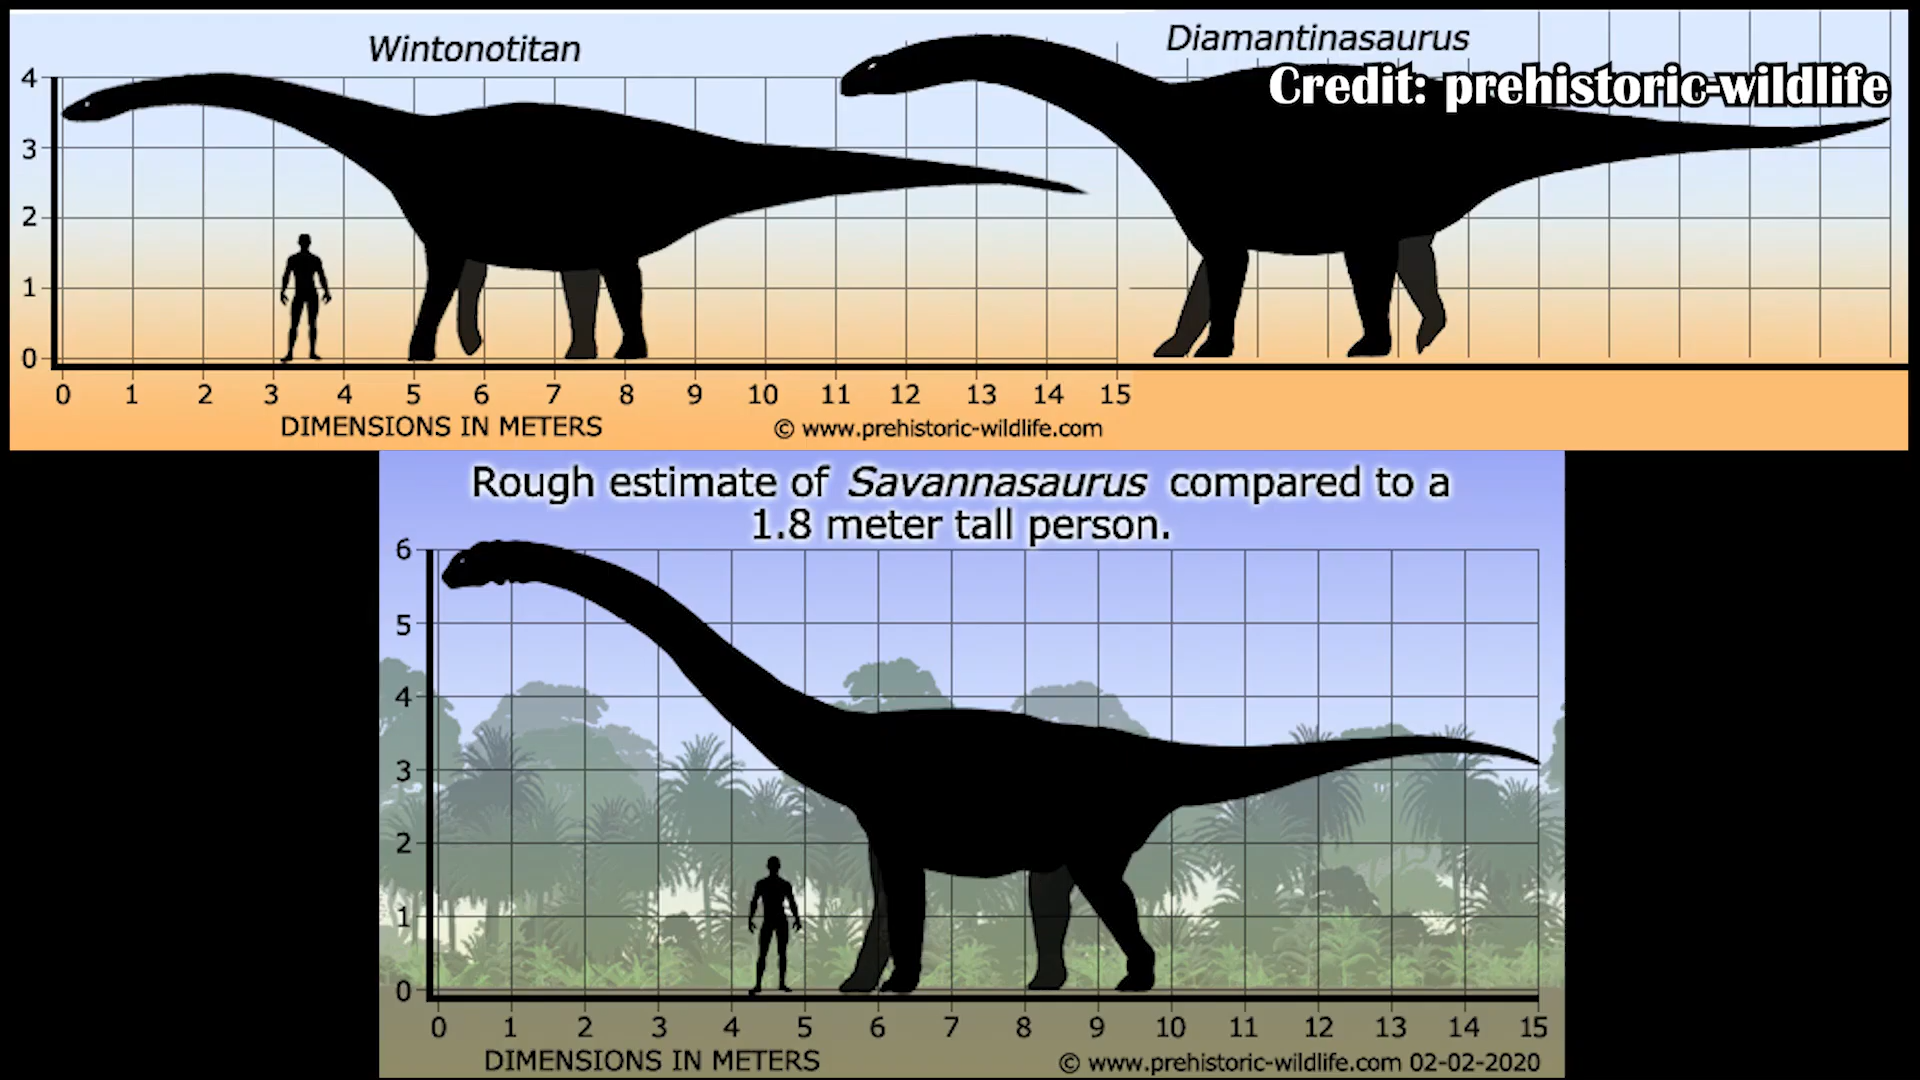 Wintonotitan
Diamantinasaurus
Credit: prehistoric-wildlife
4
3
2
1
0
0 1 2 3 4 5 6 7 8 9 10 11 12 13 14 15
DIMENSIONS IN METERS
© www.prehistoric-wildlife.com
Rough estimate of Savannasaurus compared to a
1.8 meter tall person.
6
5
4
3
2
1
0
0 1 2 3 4 5 6 7 8 9 10 11 12 13 14 15
DIMENSIONS IN METERS
© www.prehistoric-wildlife.com 02-02-2020